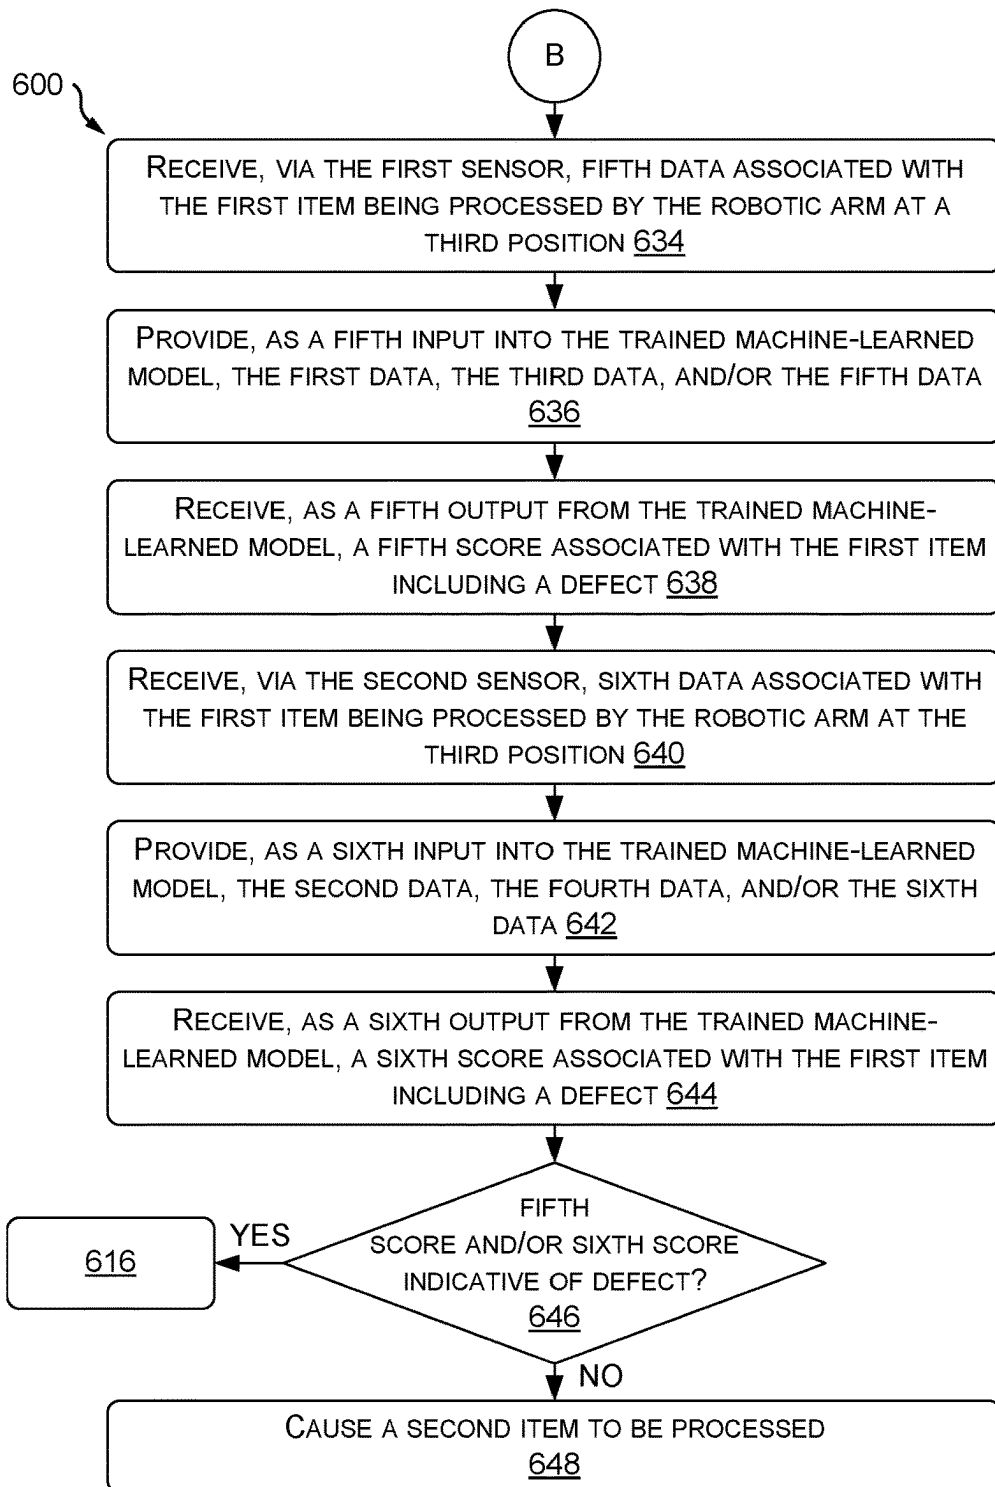 B
600
RECEIVE, VIA THE FIRST SENSOR, FIFTH DATA ASSOCIATED WITH
THE FIRST ITEM BEING PROCESSED BY THE ROBOTIC ARM AT A
THIRD POSITION 634
PROVIDE, AS A FIFTH INPUT INTO THE TRAINED MACHINE-LEARNED
MODEL, THE FIRST DATA, THE THIRD DATA, AND/OR THE FIFTH DATA
636
RECEIVE, AS A FIFTH OUTPUT FROM THE TRAINED MACHINE-
LEARNED MODEL, A FIFTH SCORE ASSOCIATED WITH THE FIRST ITEM
INCLUDING A DEFECT 638
RECEIVE, VIA THE SECOND SENSOR, SIXTH DATA ASSOCIATED WITH
THE FIRST ITEM BEING PROCESSED BY THE ROBOTIC ARM AT THE
THIRD POSITION 640
PROVIDE, AS A SIXTH INPUT INTO THE TRAINED MACHINE-LEARNED
MODEL, THE SECOND DATA, THE FOURTH DATA, AND/OR THE SIXTH
DATA 642
RECEIVE, AS A SIXTH OUTPUT FROM THE TRAINED MACHINE-
LEARNED MODEL, A SIXTH SCORE ASSOCIATED WITH THE FIRST ITEM
INCLUDING A DEFECT 644
FIFTH
SCORE AND/OR SIXTH SCORE
INDICATIVE OF DEFECT?
646
YES
616
NO
CAUSE A SECOND ITEM TO BE PROCESSED
648